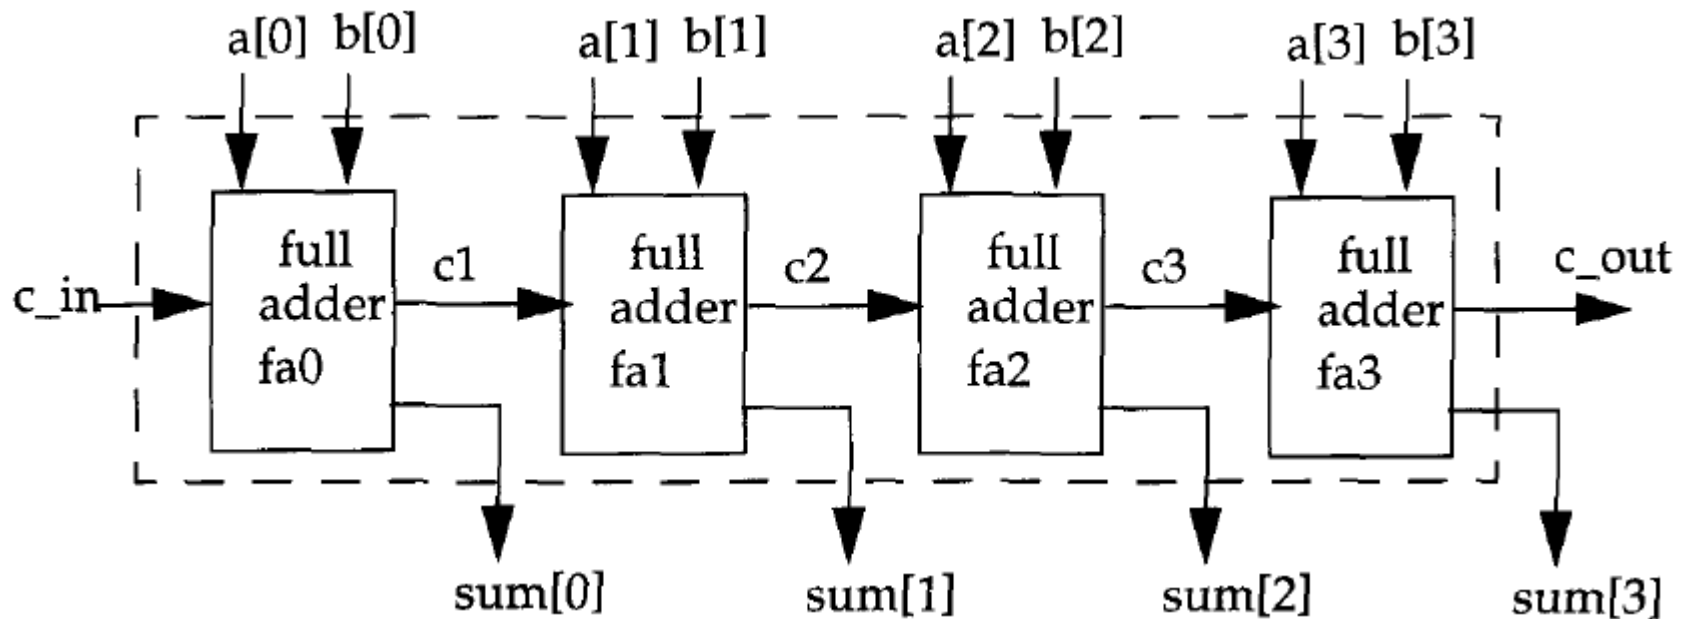 a[0] b[0] a[1] b[1] a[2] b[2] a[3] b[3]
full adder fa0
full adder fa1
full adder fa2
full adder fa3
c_in c1 c2 c3 c_out
sum[0] sum[1] sum[2] sum[3]